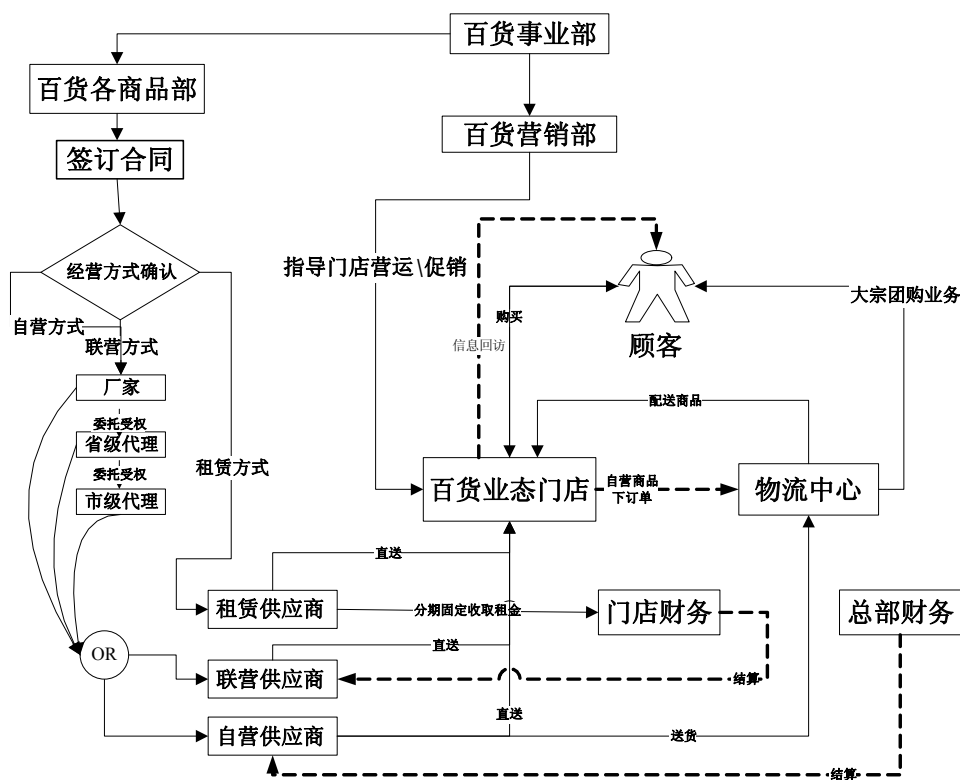 百货事业部
百货各商品部
百货营销部
签订合同
经营方式确认
指导门店营运\促销
自营方式
联营方式
购买
信息回访
大宗团购业务
顾客
厂家
委托受权
省级代理
委托受权
市级代理
租赁方式
配送商品
百货业态门店
自营商品
下订单
物流中心
直送
租赁供应商
分期固定收取租金
门店财务
总部财务
直送
OR
联营供应商
结算
直送
自营供应商
送货
结算